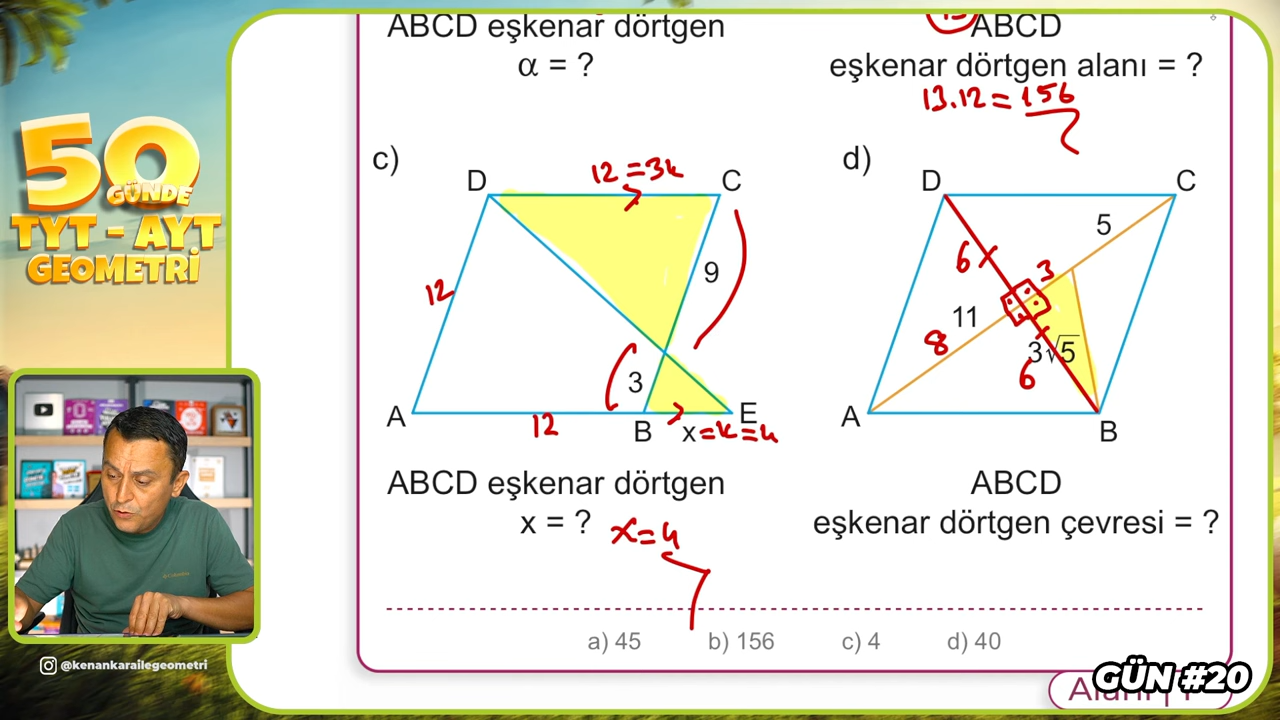 50
GÜNDE
TYT - AYT
GEOMETRİ
@kenankarailegeometri
ABCD eşkenar dörtgen
α = ?
ABCD
eşkenar dörtgen alanı = ?
13.12 = 156
c)
D
12 = 3k
C
12
9
3
A
12
B
x = k = 4
E
ABCD eşkenar dörtgen
x = ?
x = 4
d)
D
C
5
6
3
11
8
3√5
6
A
B
ABCD
eşkenar dörtgen çevresi = ?
a) 45 b) 156 c) 4 d) 40
GÜN #20